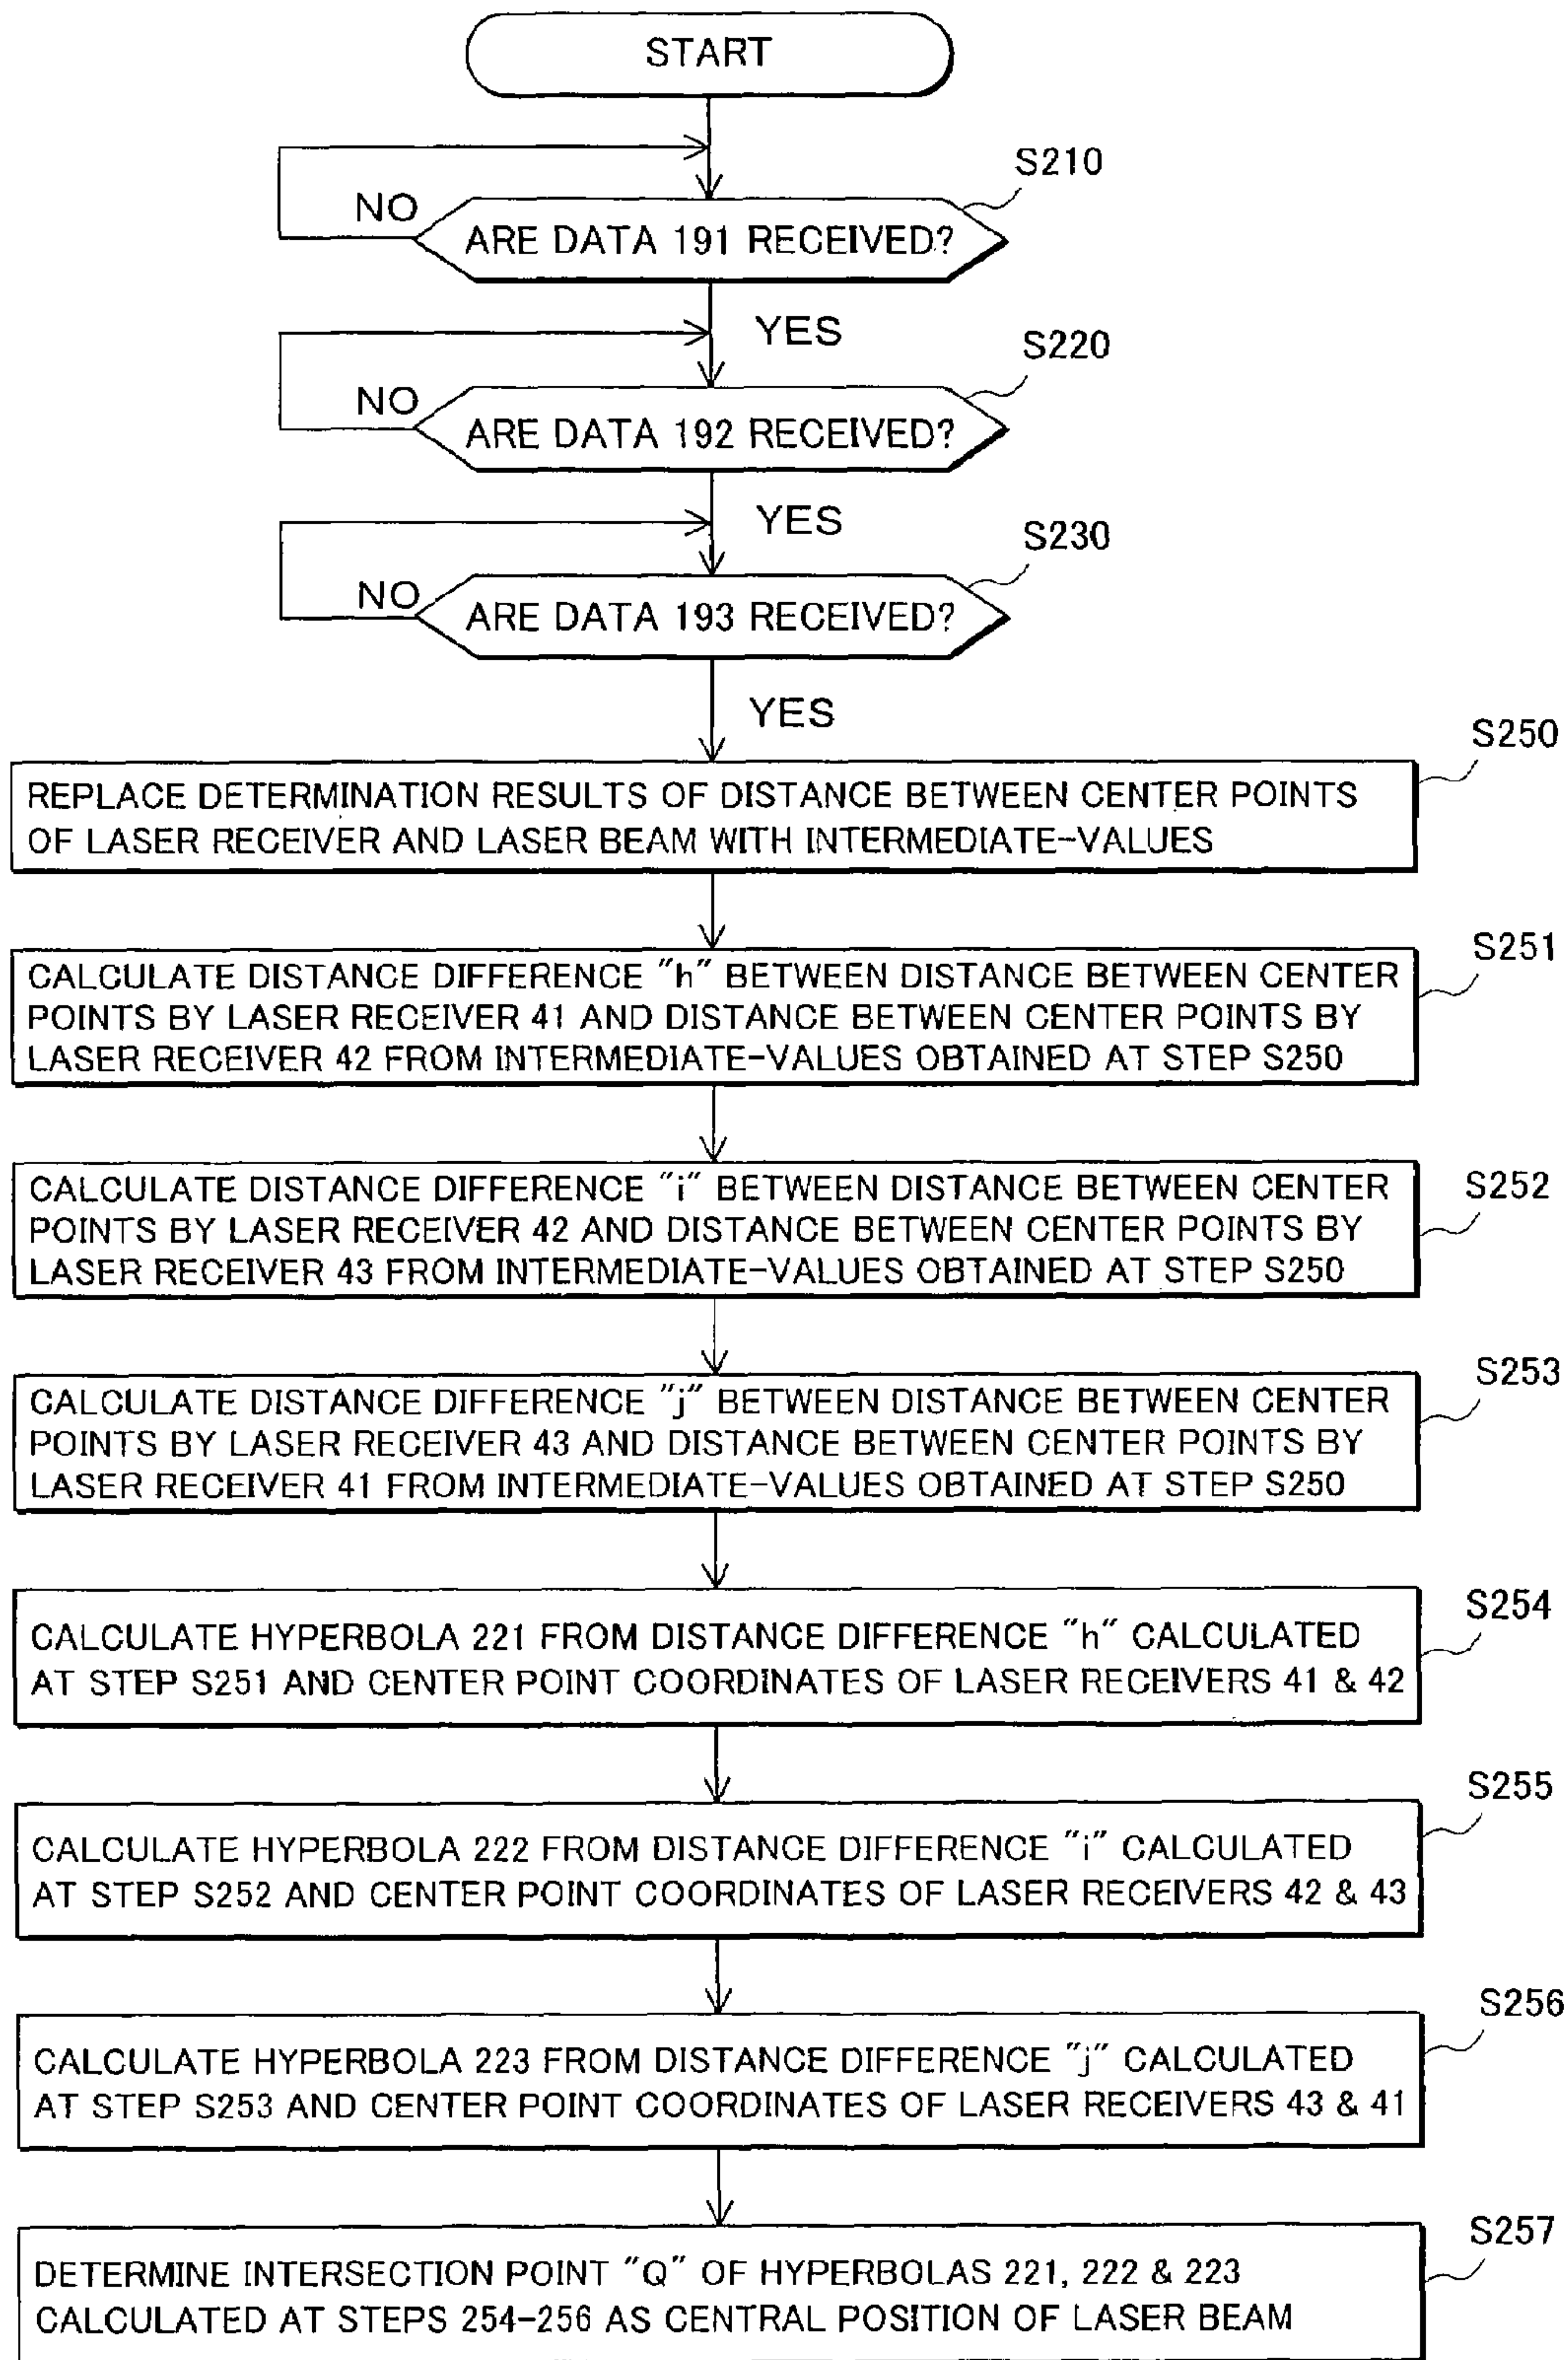 START
S210
NO
ARE DATA 191 RECEIVED?
YES
S220
NO
ARE DATA 192 RECEIVED?
YES
S230
NO
ARE DATA 193 RECEIVED?
YES
S250
REPLACE DETERMINATION RESULTS OF DISTANCE BETWEEN CENTER POINTS
OF LASER RECEIVER AND LASER BEAM WITH INTERMEDIATE-VALUES
S251
CALCULATE DISTANCE DIFFERENCE "h" BETWEEN DISTANCE BETWEEN CENTER
POINTS BY LASER RECEIVER 41 AND DISTANCE BETWEEN CENTER POINTS BY
LASER RECEIVER 42 FROM INTERMEDIATE-VALUES OBTAINED AT STEP S250
S252
CALCULATE DISTANCE DIFFERENCE "i" BETWEEN DISTANCE BETWEEN CENTER
POINTS BY LASER RECEIVER 42 AND DISTANCE BETWEEN CENTER POINTS BY
LASER RECEIVER 43 FROM INTERMEDIATE-VALUES OBTAINED AT STEP S250
S253
CALCULATE DISTANCE DIFFERENCE "j" BETWEEN DISTANCE BETWEEN CENTER
POINTS BY LASER RECEIVER 43 AND DISTANCE BETWEEN CENTER POINTS BY
LASER RECEIVER 41 FROM INTERMEDIATE-VALUES OBTAINED AT STEP S250
S254
CALCULATE HYPERBOLA 221 FROM DISTANCE DIFFERENCE "h" CALCULATED
AT STEP S251 AND CENTER POINT COORDINATES OF LASER RECEIVERS 41 & 42
S255
CALCULATE HYPERBOLA 222 FROM DISTANCE DIFFERENCE "i" CALCULATED
AT STEP S252 AND CENTER POINT COORDINATES OF LASER RECEIVERS 42 & 43
S256
CALCULATE HYPERBOLA 223 FROM DISTANCE DIFFERENCE "j" CALCULATED
AT STEP S253 AND CENTER POINT COORDINATES OF LASER RECEIVERS 43 & 41
S257
DETERMINE INTERSECTION POINT "Q" OF HYPERBOLAS 221, 222 & 223
CALCULATED AT STEPS 254-256 AS CENTRAL POSITION OF LASER BEAM